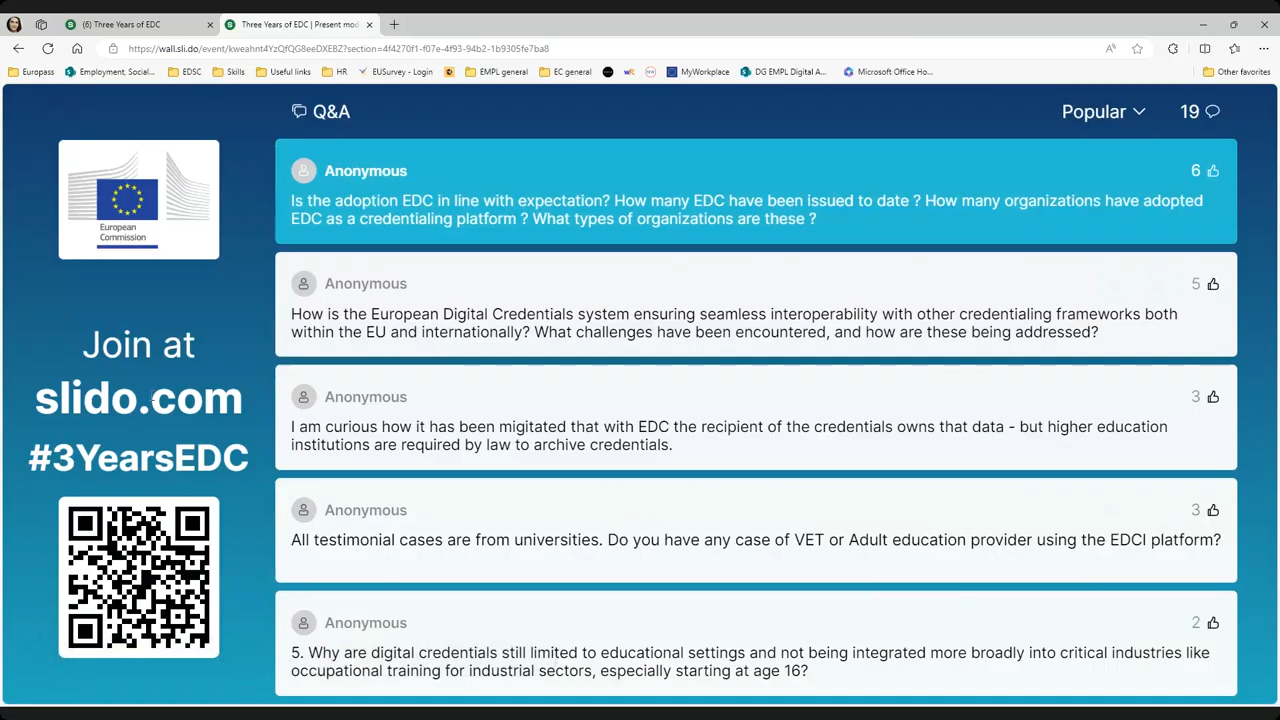 (6) Three Years of EDC
Three Years of EDC | Present mod
https://wall.sli.do/event/kweahnt4YzQfQG8eeDXEBZ?section=4f4270f1-f07e-4f93-94b2-1b9305fe7ba8
Europass
Employment, Social...
EDSC
Skills
Useful links
HR
EUSurvey - Login
EMPL general
EC general
MyWorkplace
DG EMPL Digital A...
Microsoft Office Ho...
Other favorites
Q&A
Popular
19
European
Commission
Join at
slido.com
#3YearsEDC
Anonymous
6
Is the adoption EDC in line with expectation? How many EDC have been issued to date ? How many organizations have adopted
EDC as a credentialing platform ? What types of organizations are these ?
Anonymous
5
How is the European Digital Credentials system ensuring seamless interoperability with other credentialing frameworks both
within the EU and internationally? What challenges have been encountered, and how are these being addressed?
Anonymous
3
I am curious how it has been migitated that with EDC the recipient of the credentials owns that data - but higher education
institutions are required by law to archive credentials.
Anonymous
3
All testimonial cases are from universities. Do you have any case of VET or Adult education provider using the EDCI platform?
Anonymous
2
5. Why are digital credentials still limited to educational settings and not being integrated more broadly into critical industries like
occupational training for industrial sectors, especially starting at age 16?